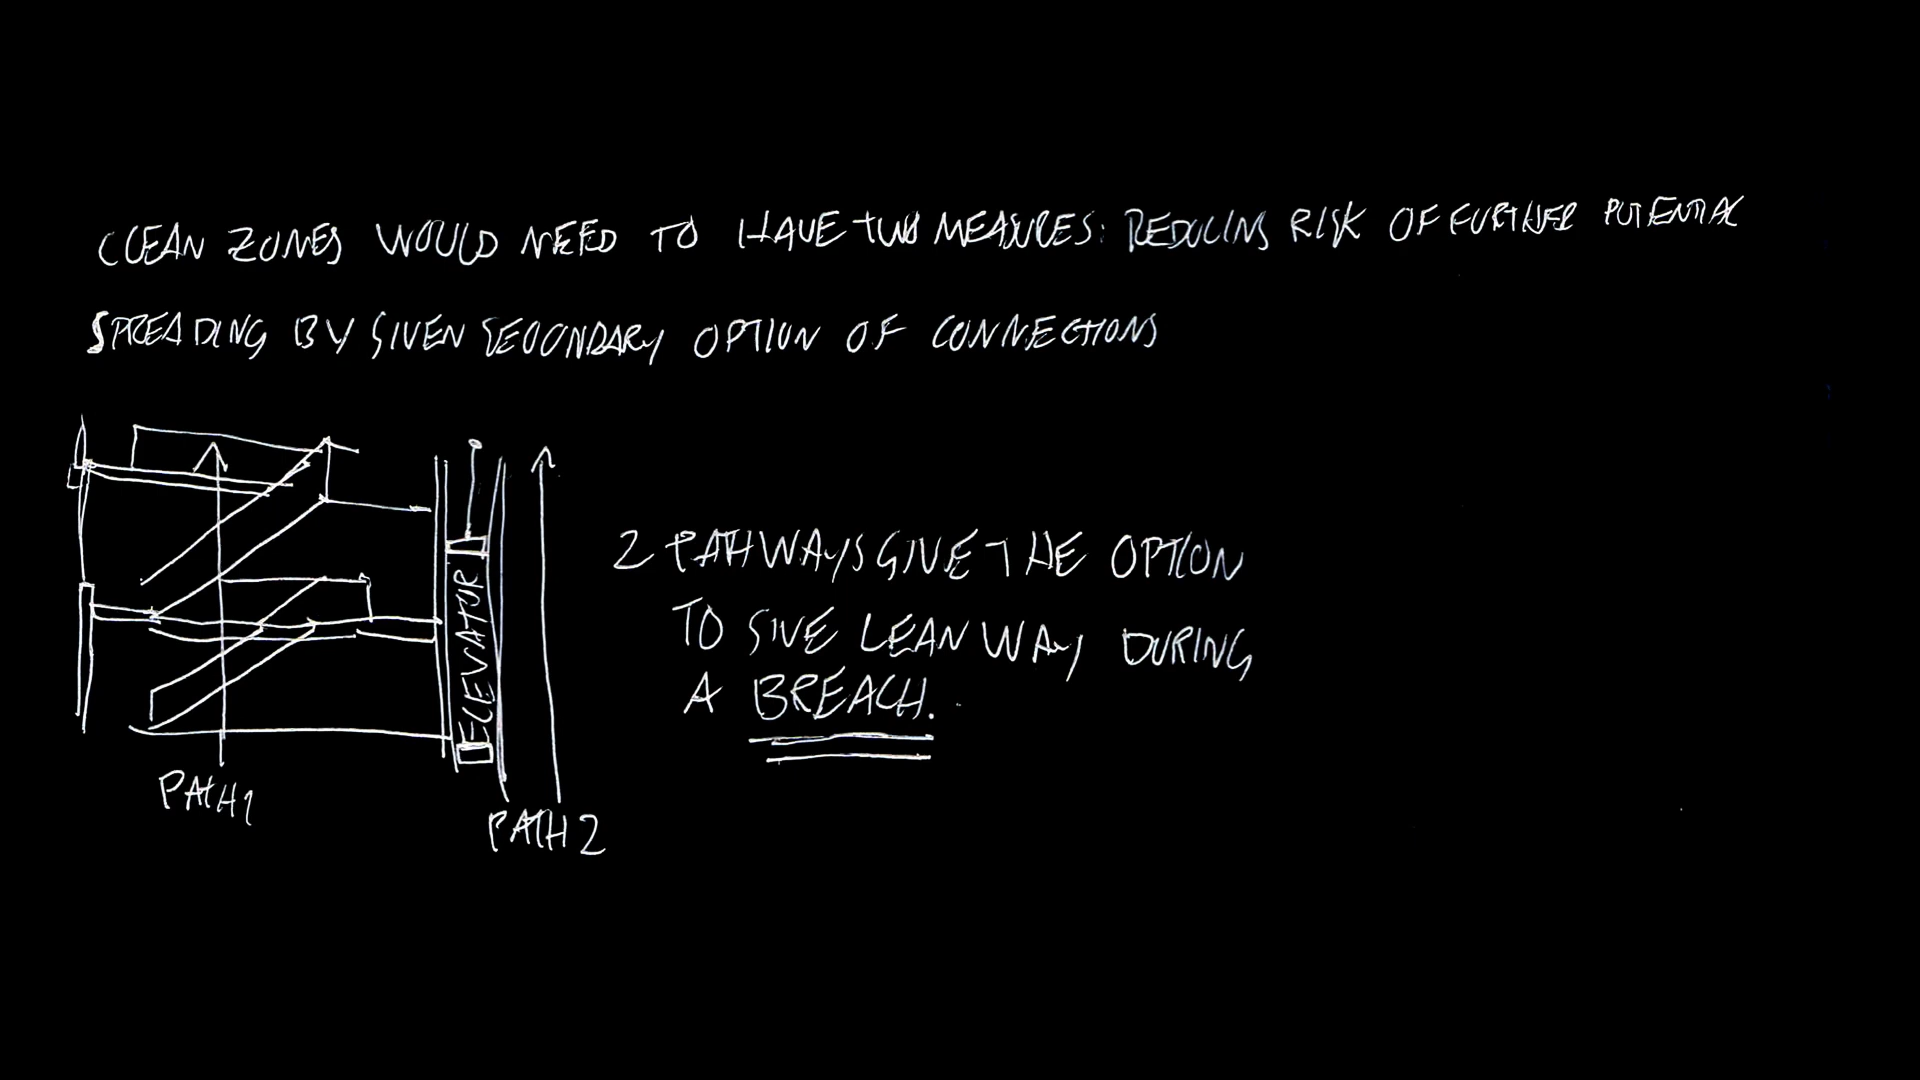 CLEAN ZONES WOULD NEED TO HAVE TWO MEASURES: REDUCING RISK OF FURTHER POTENTIAL
SPREADING BY GIVEN SECONDARY OPTION OF CONNECTIONS
2 PATHWAYS GIVE THE OPTION
TO GIVE LEAN WAY DURING
A BREACH.
ELEVATOR
PATH 1
PATH 2